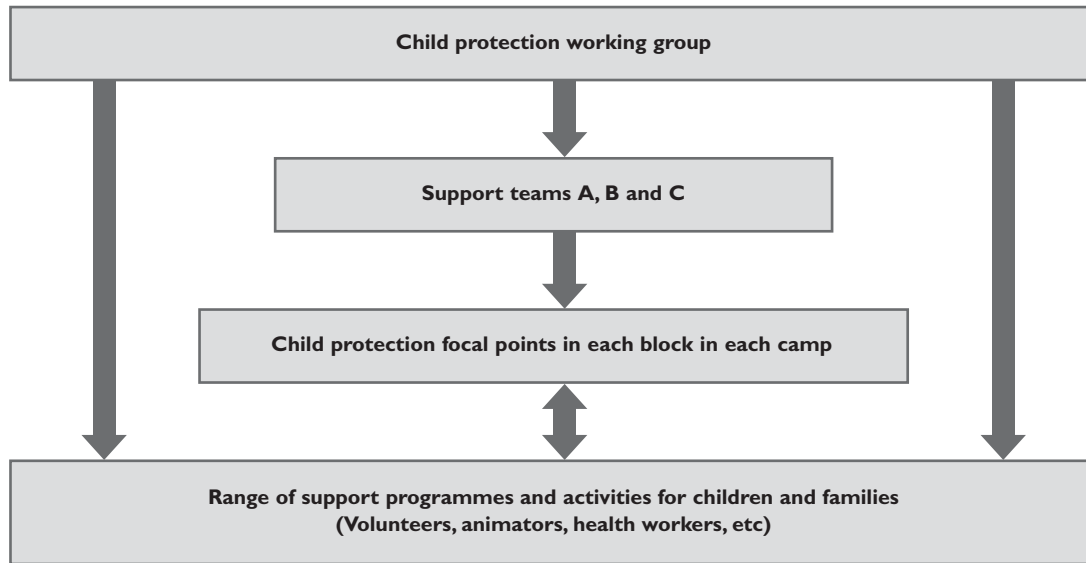 Child protection working group
Support teams A, B and C
Child protection focal points in each block in each camp
Range of support programmes and activities for children and families
(Volunteers, animators, health workers, etc)